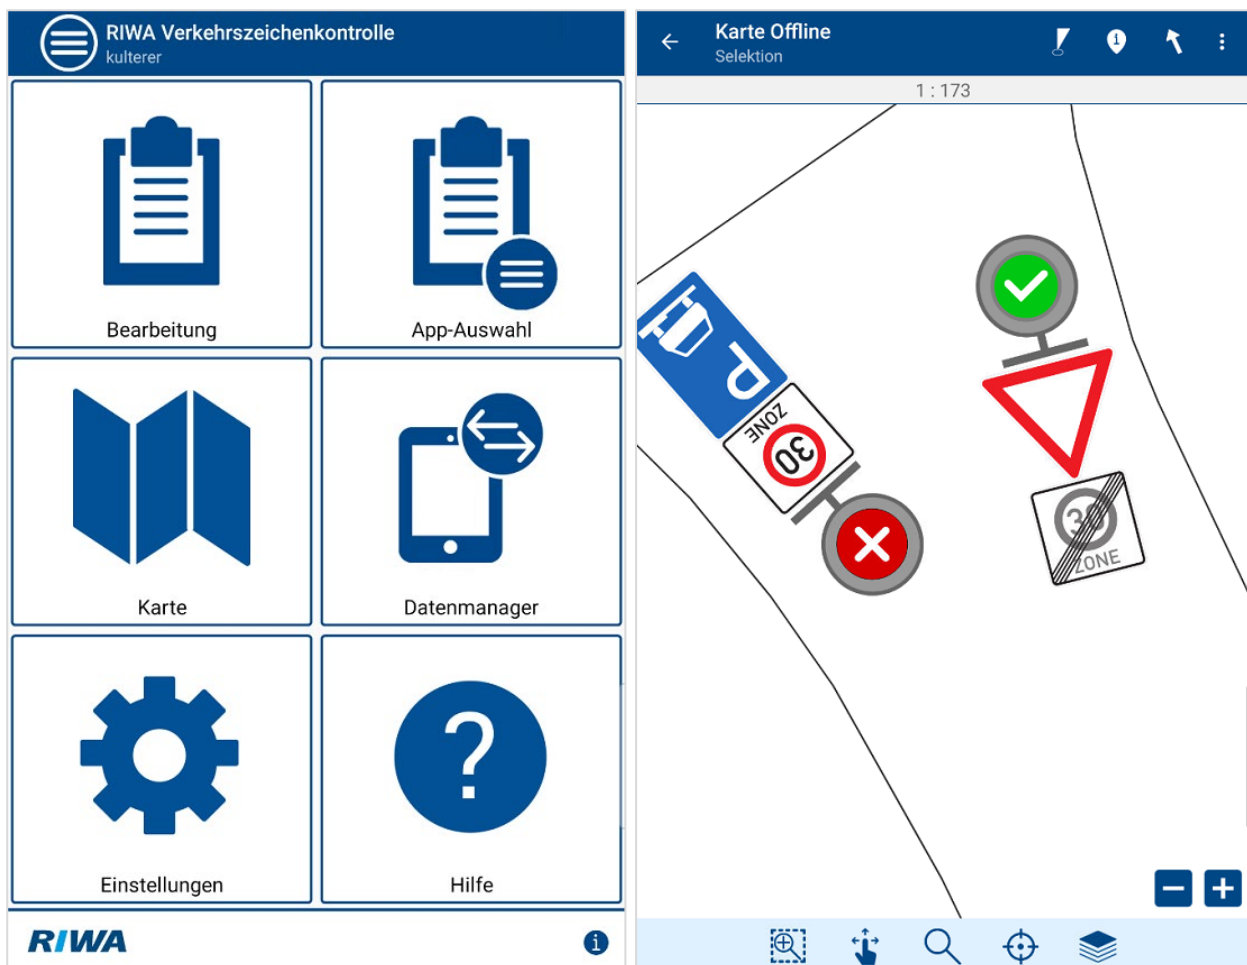 RIWA Verkehrszeichenkontrolle
kulterer
Bearbeitung
App-Auswahl
Karte
Datenmanager
Einstellungen
?
Hilfe
RIWA
i
Karte Offline
Selektion
i
1 : 173
P
ZONE
30
30
ZONE